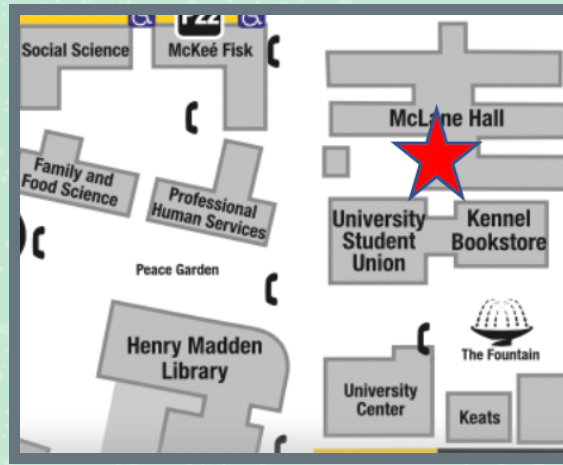 P22
Social Science
McKeé Fisk
McLane Hall
Family and
Food Science
Professional
Human Services
University
Student
Union
Kennel
Bookstore
Peace Garden
Henry Madden
Library
The Fountain
University
Center
Keats